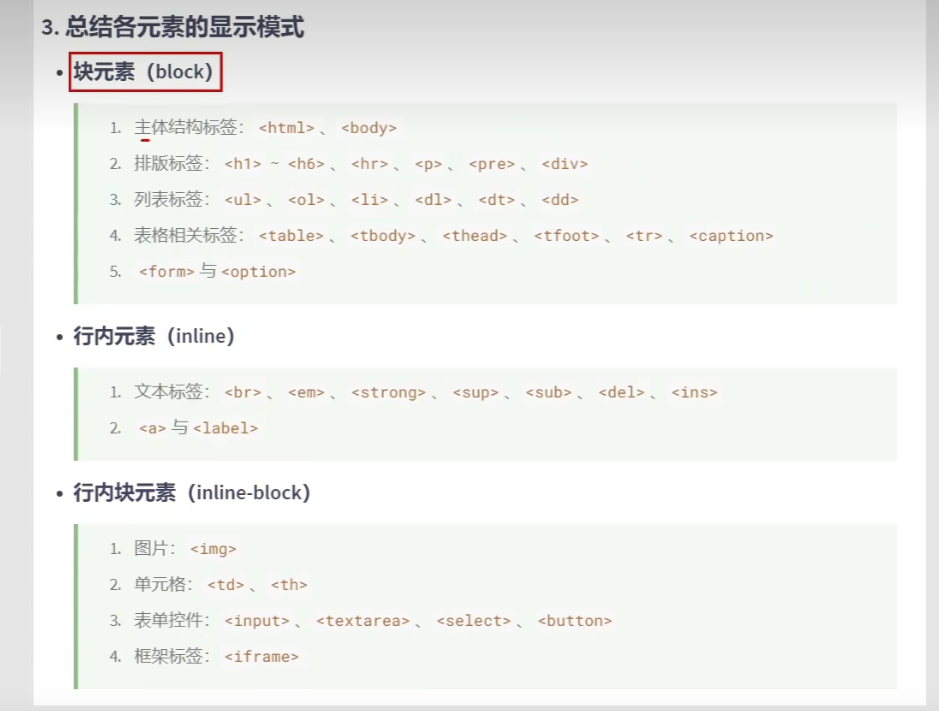 3. 总结各元素的显示模式
• 块元素（block）
1. 主体结构标签： <html> 、 <body>
2. 排版标签： <h1> ~ <h6> 、 <hr> 、 <p> 、 <pre> 、 <div>
3. 列表标签： <ul> 、 <ol> 、 <li> 、 <dl> 、 <dt> 、 <dd>
4. 表格相关标签： <table> 、 <tbody> 、 <thead> 、 <tfoot> 、 <tr> 、 <caption>
5. <form> 与 <option>
• 行内元素（inline）
1. 文本标签： <br> 、 <em> 、 <strong> 、 <sup> 、 <sub> 、 <del> 、 <ins>
2. <a> 与 <label>
• 行内块元素（inline-block）
1. 图片： <img>
2. 单元格： <td> 、 <th>
3. 表单控件： <input> 、 <textarea> 、 <select> 、 <button>
4. 框架标签： <iframe>